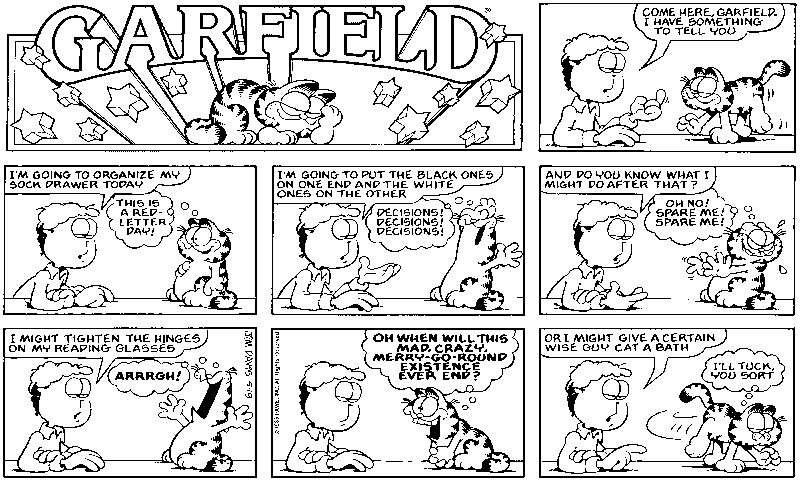 GARFIELD
COME HERE, GARFIELD.
I HAVE SOMETHING
TO TELL YOU
I'M GOING TO ORGANIZE MY
SOCK DRAWER TODAY
THIS IS
A RED-
LETTER
DAY!
I'M GOING TO PUT THE BLACK ONES
ON ONE END AND THE WHITE
ONES ON THE OTHER
DECISIONS!
DECISIONS!
DECISIONS!
AND DO YOU KNOW WHAT I
MIGHT DO AFTER THAT?
OH NO!
SPARE ME!
SPARE ME!
I MIGHT TIGHTEN THE HINGES
ON MY READING GLASSES
ARRRGH!
JIM DAVIS
OH WHEN WILL THIS
MAD, CRAZY,
MERRY-GO-ROUND
EXISTENCE
EVER END?
OR I MIGHT GIVE A CERTAIN
WISE GUY CAT A BATH
I'LL TUCK,
YOU SORT